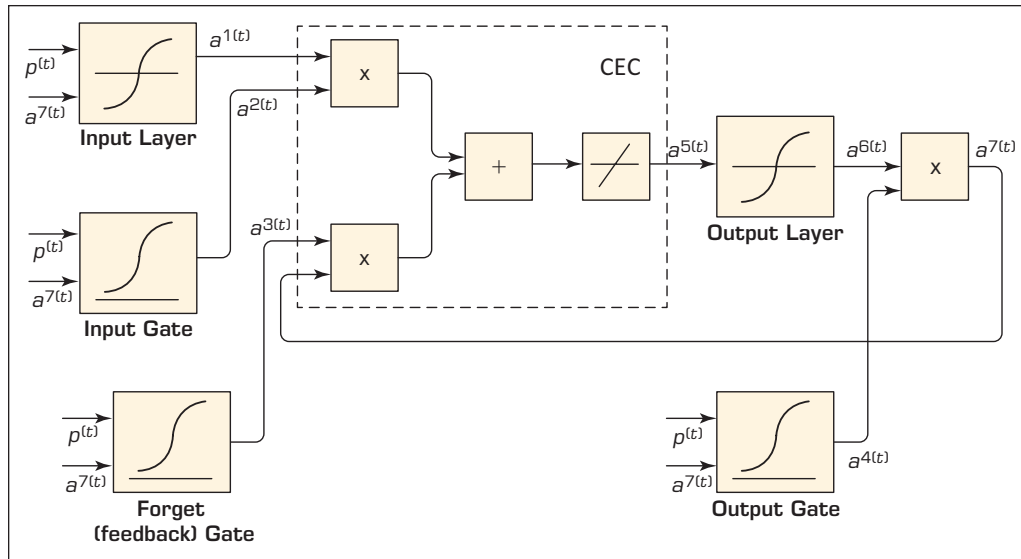 p(t)
a7(t)
Input Layer
a1(t)
a2(t)
x
CEC
+
a5(t)
Output Layer
a6(t)
x
a7(t)
p(t)
a7(t)
Input Gate
a3(t)
x
p(t)
a7(t)
Forget
(feedback) Gate
p(t)
a7(t)
Output Gate
a4(t)